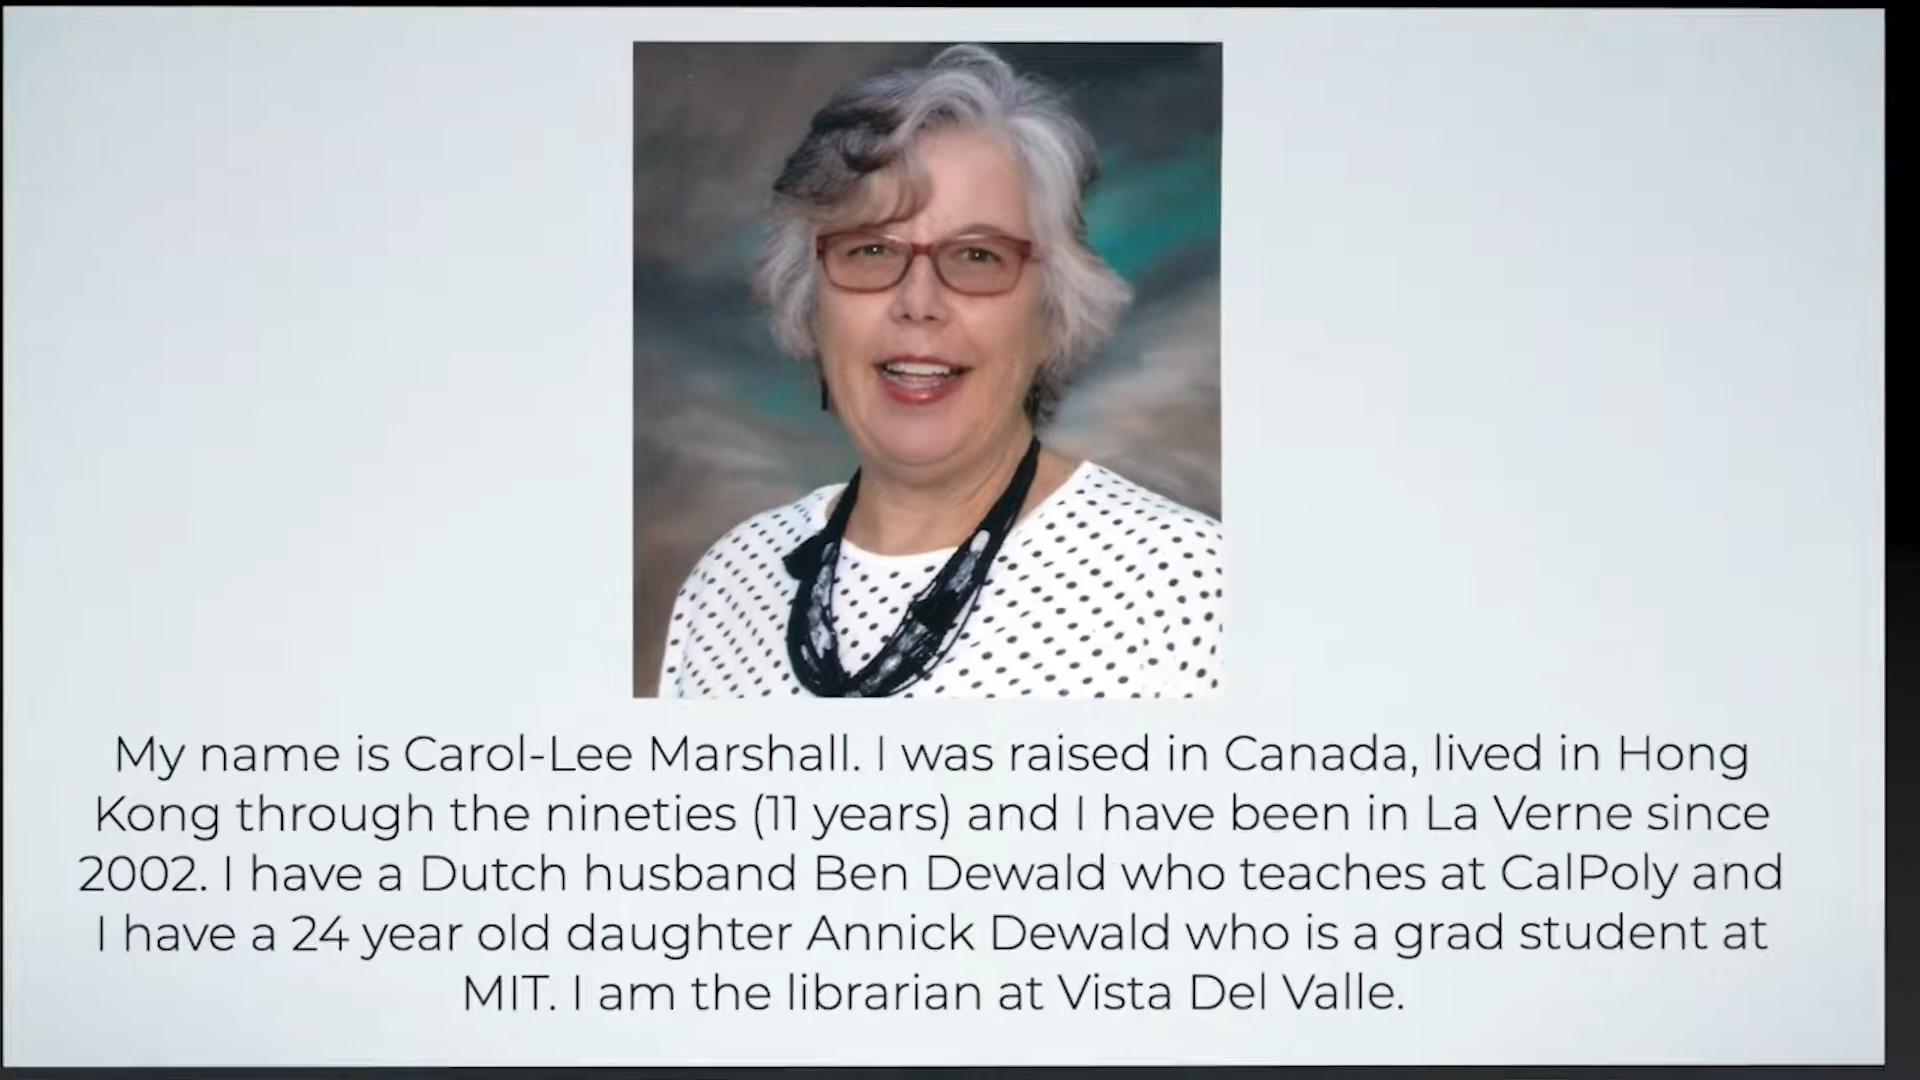 My name is Carol-Lee Marshall. I was raised in Canada, lived in Hong
Kong through the nineties (11 years) and I have been in La Verne since
2002. I have a Dutch husband Ben Dewald who teaches at CalPoly and
I have a 24 year old daughter Annick Dewald who is a grad student at
MIT. I am the librarian at Vista Del Valle.